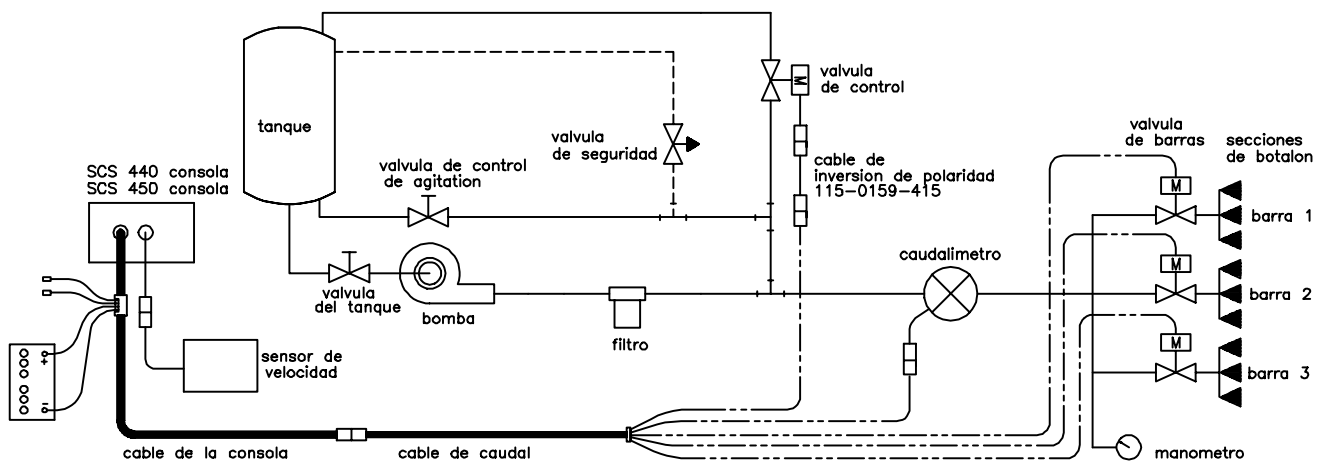 tanque
valvula
de control
valvula
de seguridad
valvula de control
de agitation
cable de
inversion de polaridad
115-0159-415
SCS 440 consola
SCS 450 consola
valvula
de barras
secciones
de botalon
M
M
M
M
barra 1
barra 2
barra 3
caudalimetro
valvula
del tanque
bomba
filtro
sensor de
velocidad
+
-
cable de la consola
cable de caudal
manometro